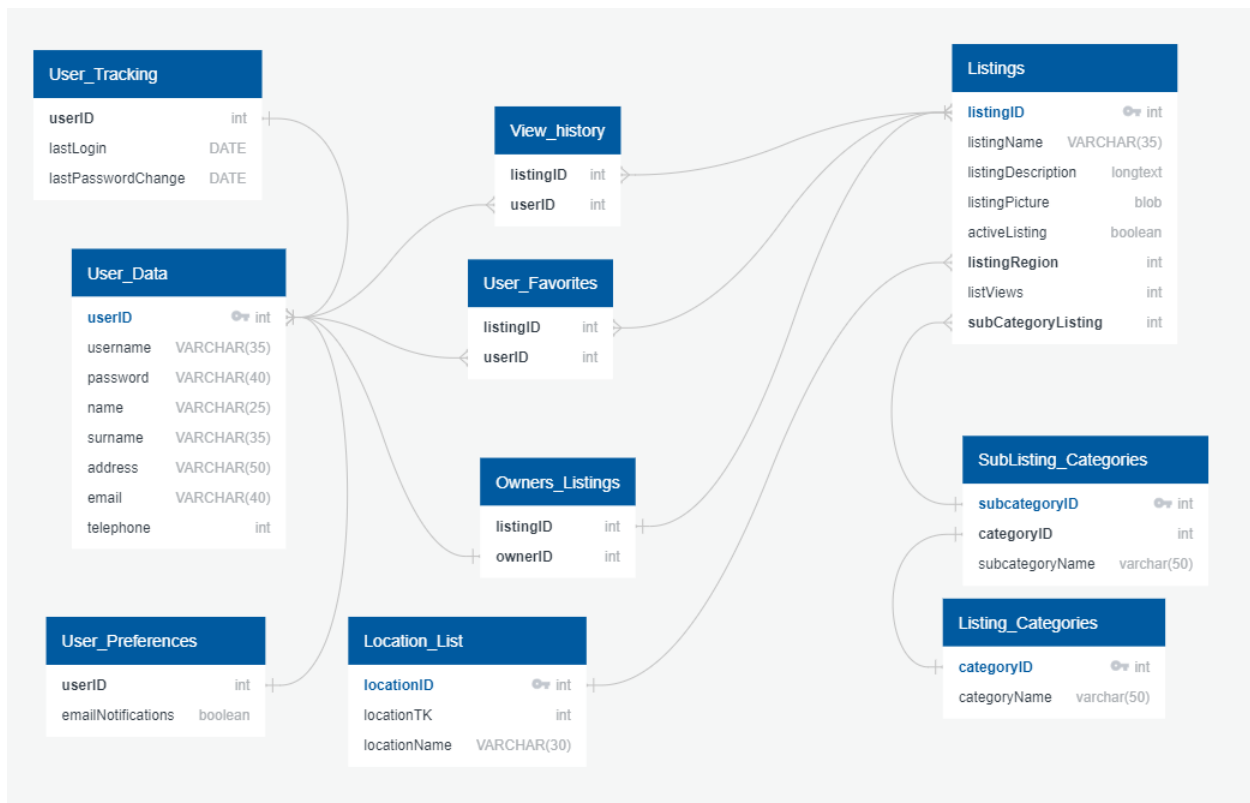 User_Tracking
userID int
lastLogin DATE
lastPasswordChange DATE
User_Data
userID int
username VARCHAR(35)
password VARCHAR(40)
name VARCHAR(25)
surname VARCHAR(35)
address VARCHAR(50)
email VARCHAR(40)
telephone int
User_Preferences
userID int
emailNotifications boolean
View_history
listingID int
userID int
User_Favorites
listingID int
userID int
Owners_Listings
listingID int
ownerID int
Location_List
locationID int
locationTK int
locationName VARCHAR(30)
Listings
listingID int
listingName VARCHAR(35)
listingDescription longtext
listingPicture blob
activeListing boolean
listingRegion int
listViews int
subCategoryListing int
SubListing_Categories
subcategoryID int
categoryID int
subcategoryName varchar(50)
Listing_Categories
categoryID int
categoryName varchar(50)